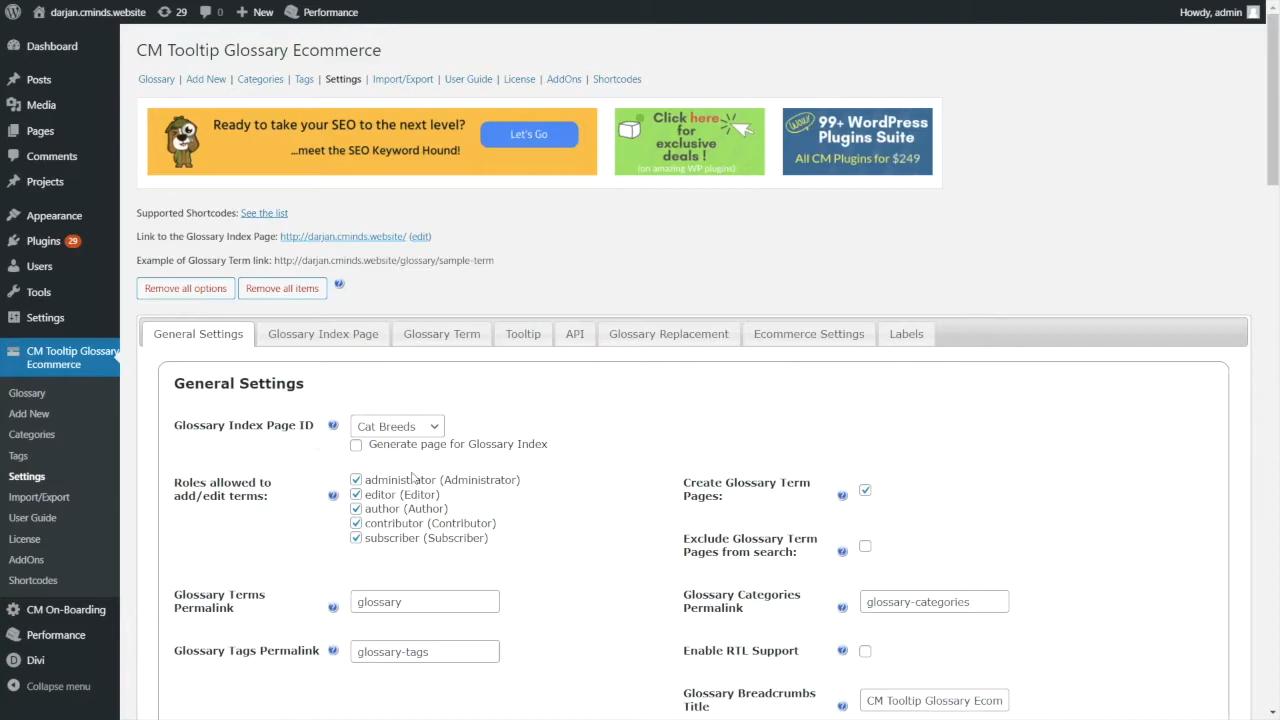 darjan.cminds.website 29 0 New Performance Howdy, admin
Dashboard
Posts
Media
Pages
Comments
Projects
Appearance
Plugins 29
Users
Tools
Settings
CM Tooltip Glossary
Ecommerce
Glossary
Add New
Categories
Tags
Settings
Import/Export
User Guide
License
AddOns
Shortcodes
CM On-Boarding
Performance
Divi
Collapse menu
CM Tooltip Glossary Ecommerce
Glossary | Add New | Categories | Tags | Settings | Import/Export | User Guide | License | AddOns | Shortcodes
Ready to take your SEO to the next level?
...meet the SEO Keyword Hound!
Let's Go
Click here
for
exclusive
deals !
(on amazing WP plugins)
WOW!
99+ WordPress
Plugins Suite
All CM Plugins for $249
Supported Shortcodes: See the list
Link to the Glossary Index Page: http://darjan.cminds.website/ (edit)
Example of Glossary Term link: http://darjan.cminds.website/glossary/sample-term
Remove all options Remove all items ?
General Settings Glossary Index Page Glossary Term Tooltip API Glossary Replacement Ecommerce Settings Labels
General Settings
Glossary Index Page ID ? Cat Breeds
Generate page for Glossary Index
Roles allowed to
add/edit terms: ?
administrator (Administrator)
editor (Editor)
author (Author)
contributor (Contributor)
subscriber (Subscriber)
Create Glossary Term
Pages: ?
Exclude Glossary Term
Pages from search: ?
Glossary Terms
Permalink ? glossary
Glossary Categories
Permalink ? glossary-categories
Glossary Tags Permalink ? glossary-tags
Enable RTL Support ?
Glossary Breadcrumbs
Title ? CM Tooltip Glossary Ecom